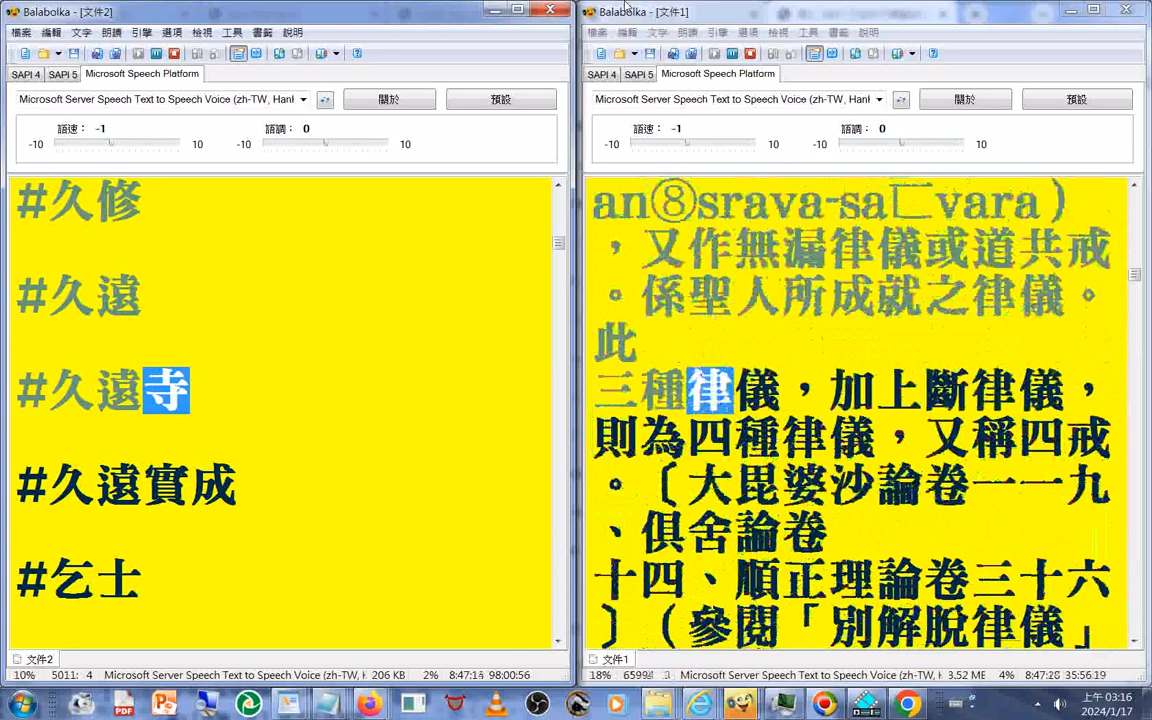 Balabolka - [文件2]
檔案 編輯 文字 朗讀 引擎 選項 檢視 工具 書籤 說明
SAPI 4 SAPI 5 Microsoft Speech Platform
Microsoft Server Speech Text to Speech Voice (zh-TW, Hanl
關於
預設
語速： -1
語調： 0
-10 10 -10 10
#久修
#久遠
#久遠寺
#久遠實成
#乞士
文件2
10% 5011: 4 Microsoft Server Speech Text to Speech Voice (zh-TW, 206 KB 2% 8:47:15 98:00:56
Balabolka - [文件1]
檔案 編輯 文字 朗讀 引擎 選項 檢視 工具 書籤 說明
SAPI 4 SAPI 5 Microsoft Speech Platform
Microsoft Server Speech Text to Speech Voice (zh-TW, Hanl
關於
預設
語速： -1
語調： 0
-10 10 -10 10
an⑧srava-sa匚vara）
，又作無漏律儀或道共戒
。係聖人所成就之律儀。
此
三種律儀，加上斷律儀，
則為四種律儀，又稱四戒
。〔大毘婆沙論卷一一九
、俱舍論卷
十四、順正理論卷三十六
〕（參閱「別解脫律儀」
文件1
18% Microsoft Server Speech Text to Speech Voice (zh-TW, 3.52 MB 4% 8:47:28 35:56:19
上午 03:16
2024/1/17